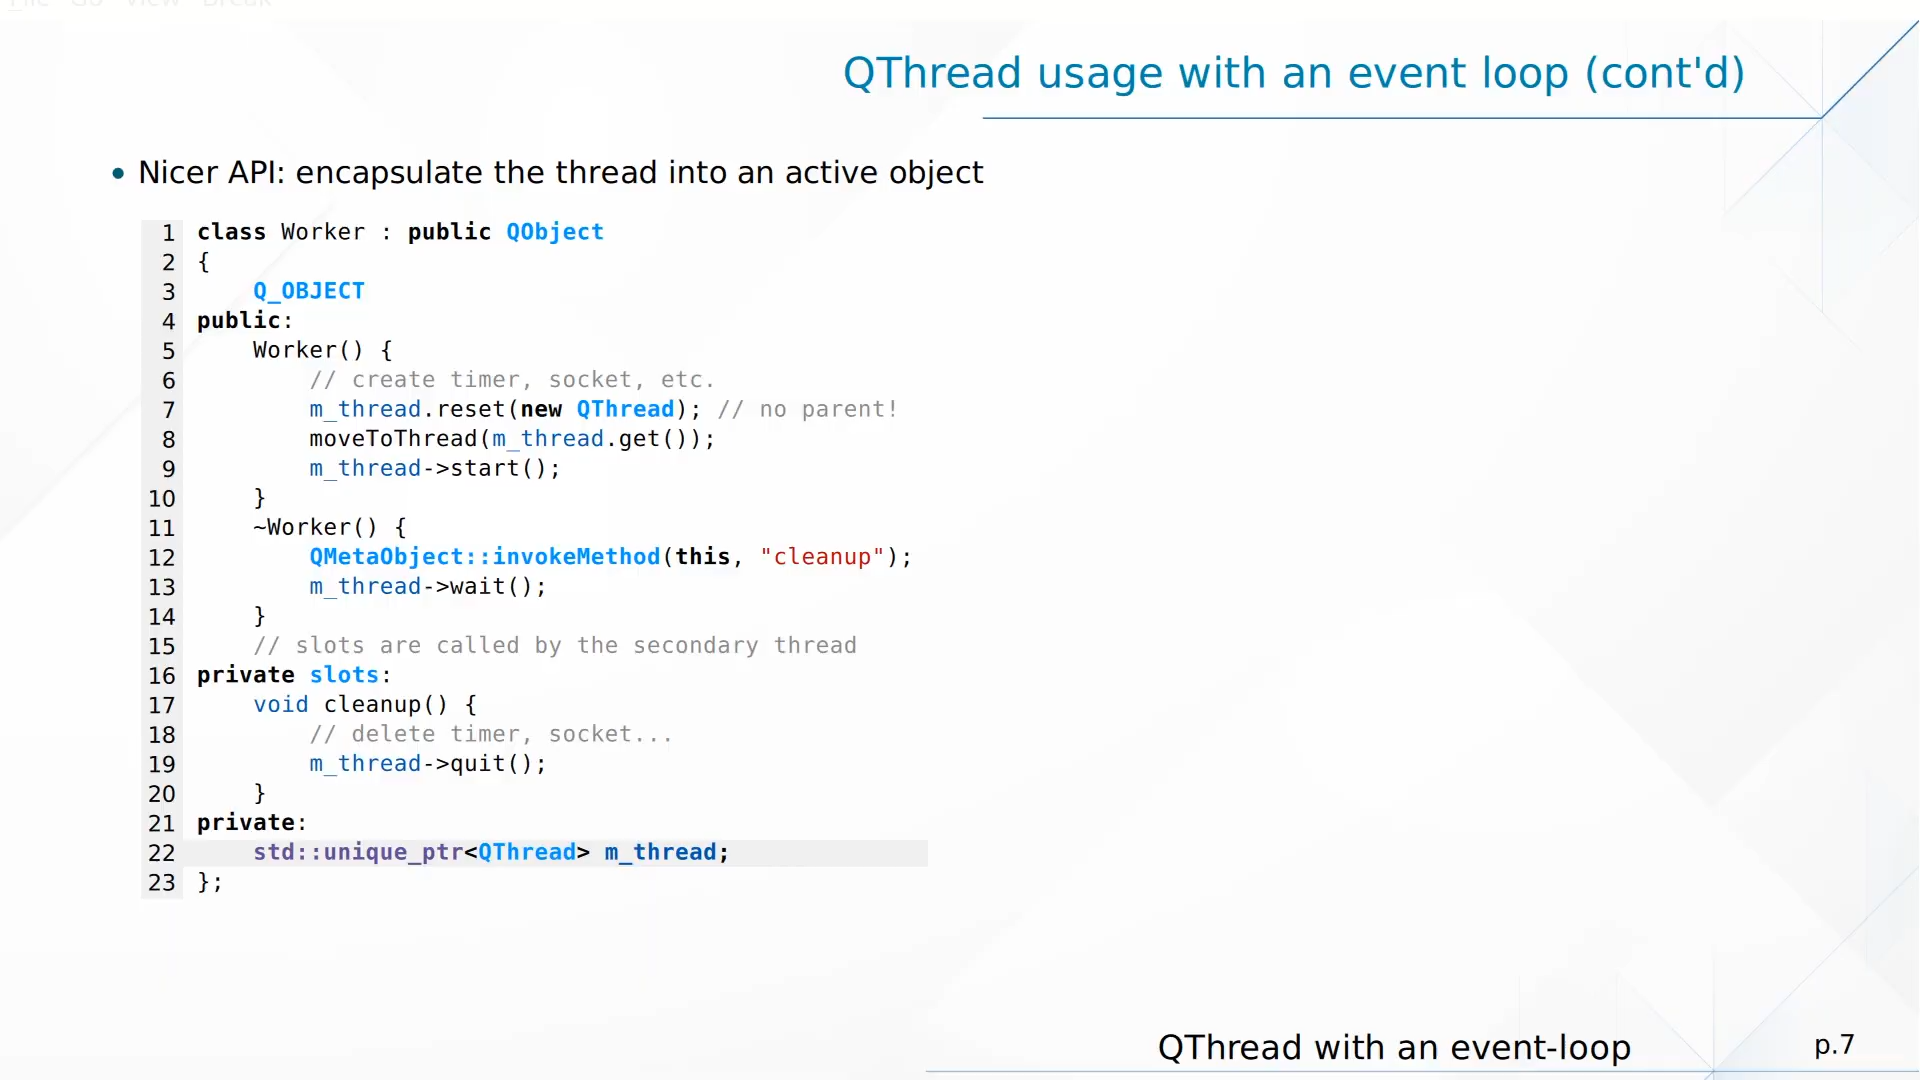 File Go View Break
QThread usage with an event loop (cont'd)
• Nicer API: encapsulate the thread into an active object
1 class Worker : public QObject
2 {
3     Q_OBJECT
4 public:
5     Worker() {
6         // create timer, socket, etc.
7         m_thread.reset(new QThread); // no parent!
8         moveToThread(m_thread.get());
9         m_thread->start();
10     }
11     ~Worker() {
12         QMetaObject::invokeMethod(this, "cleanup");
13         m_thread->wait();
14     }
15     // slots are called by the secondary thread
16 private slots:
17     void cleanup() {
18         // delete timer, socket...
19         m_thread->quit();
20     }
21 private:
22     std::unique_ptr<QThread> m_thread;
23 };
QThread with an event-loop
p.7